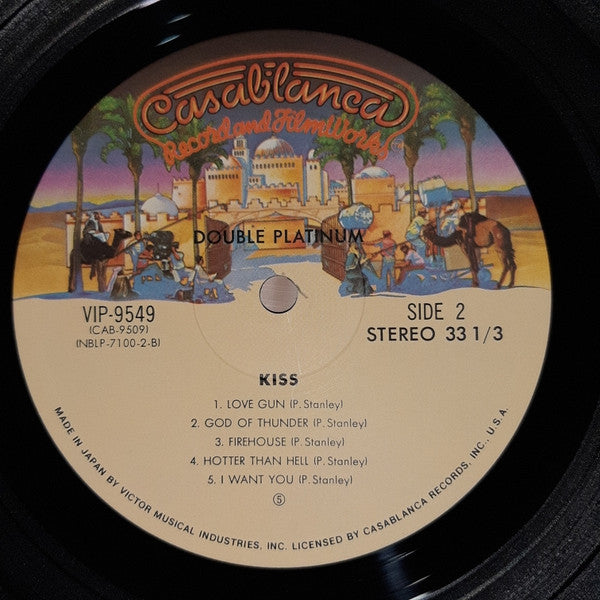 Casablanca
Record and FilmWorks
TM
DOUBLE PLATINUM
VIP-9549
(CAB-9509)
(NBLP-7100-2-B)
SIDE 2
STEREO 33 1/3
KISS
1. LOVE GUN (P. Stanley)
2. GOD OF THUNDER (P. Stanley)
3. FIREHOUSE (P. Stanley)
4. HOTTER THAN HELL (P. Stanley)
5. I WANT YOU (P. Stanley)
Ⓢ
MADE IN JAPAN BY VICTOR MUSICAL INDUSTRIES, INC. LICENSED BY CASABLANCA RECORDS, INC., U.S.A.